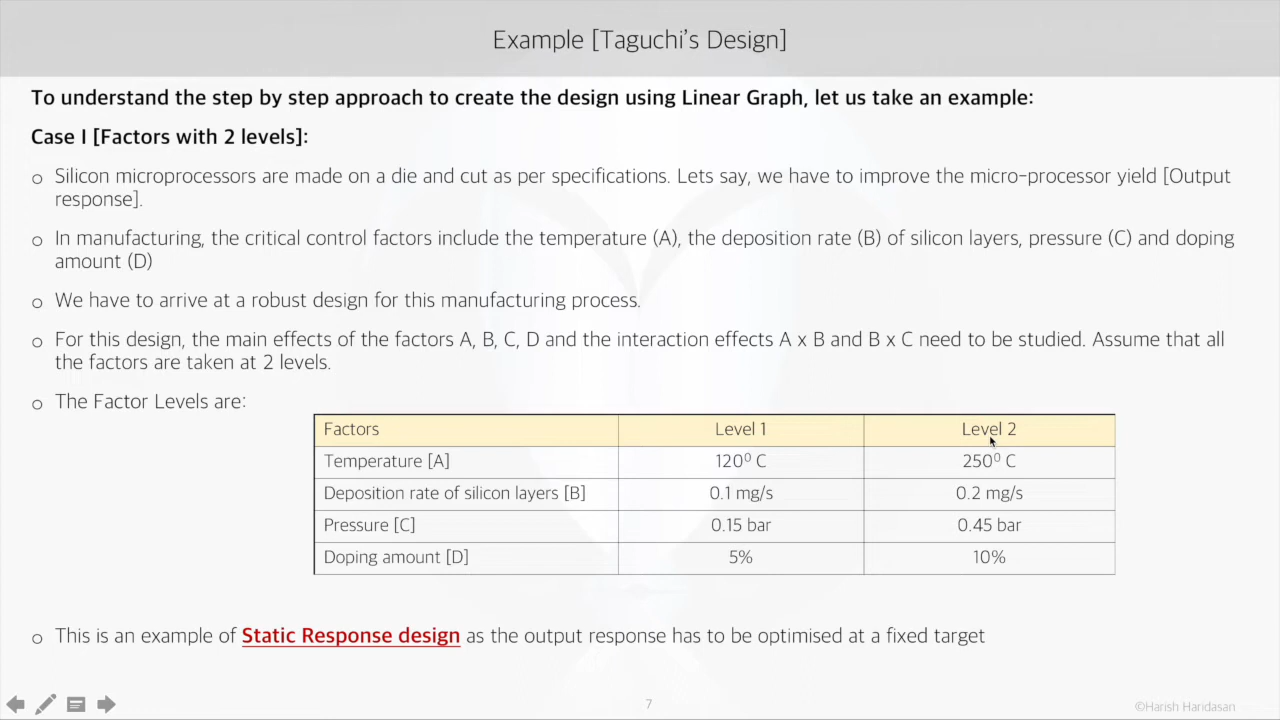 Example [Taguchi’s Design]
To understand the step by step approach to create the design using Linear Graph, let us take an example:
Case I [Factors with 2 levels]:
o Silicon microprocessors are made on a die and cut as per specifications. Lets say, we have to improve the micro-processor yield [Output
response].
o In manufacturing, the critical control factors include the temperature (A), the deposition rate (B) of silicon layers, pressure (C) and doping
amount (D)
o We have to arrive at a robust design for this manufacturing process.
o For this design, the main effects of the factors A, B, C, D and the interaction effects A x B and B x C need to be studied. Assume that all
the factors are taken at 2 levels.
o The Factor Levels are:
Factors Level 1 Level 2
Temperature [A] 120⁰ C 250⁰ C
Deposition rate of silicon layers [B] 0.1 mg/s 0.2 mg/s
Pressure [C] 0.15 bar 0.45 bar
Doping amount [D] 5% 10%
o This is an example of Static Response design as the output response has to be optimised at a fixed target
7
©Harish Haridasan